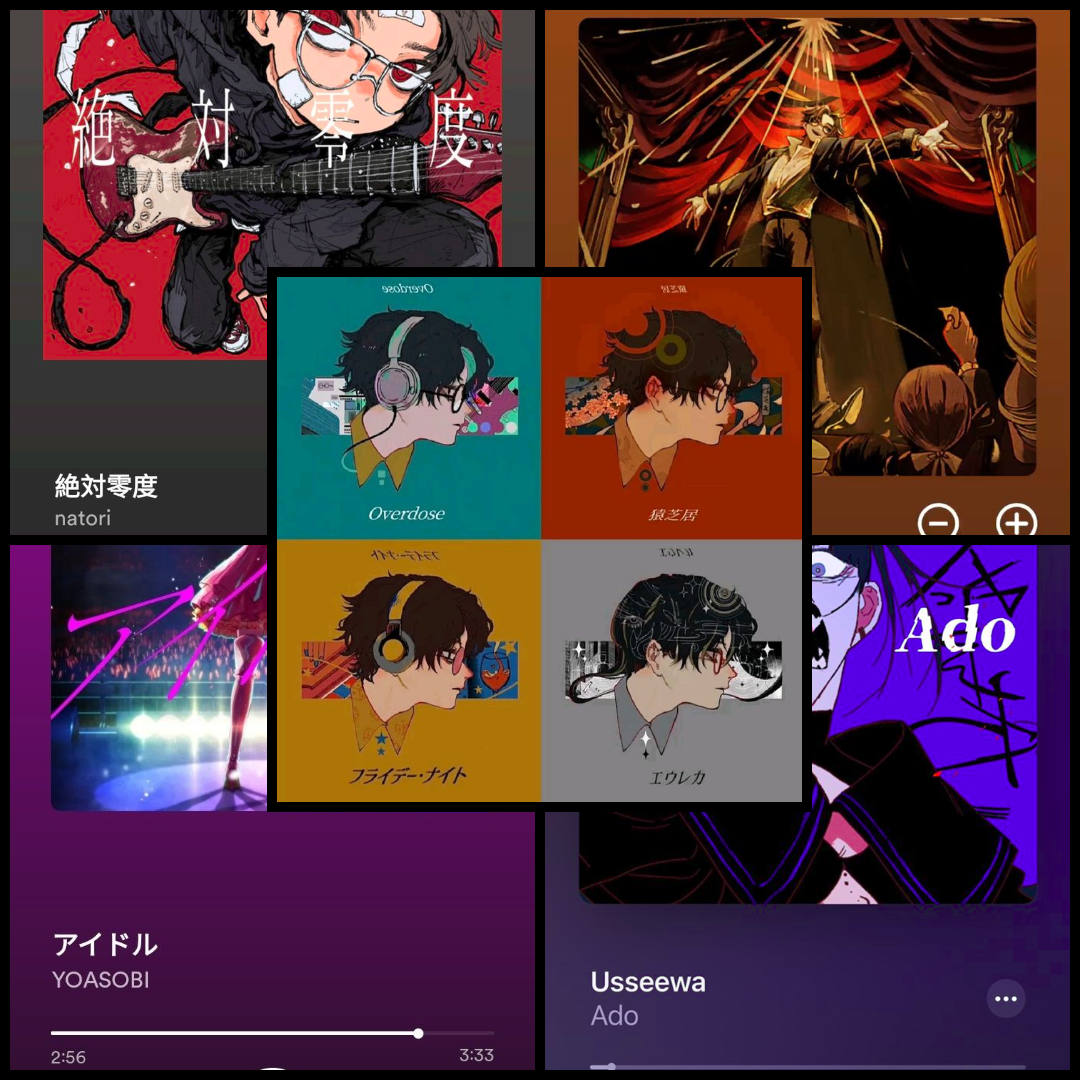 絶対零度
絶対零度
natori
Overdose
猿芝居
Overdose
猿芝居
フライデー・ナイト
エウレカ
フライデー・ナイト
エウレカ
Ado
アイドル
YOASOBI
2:56
3:33
Usseewa
Ado